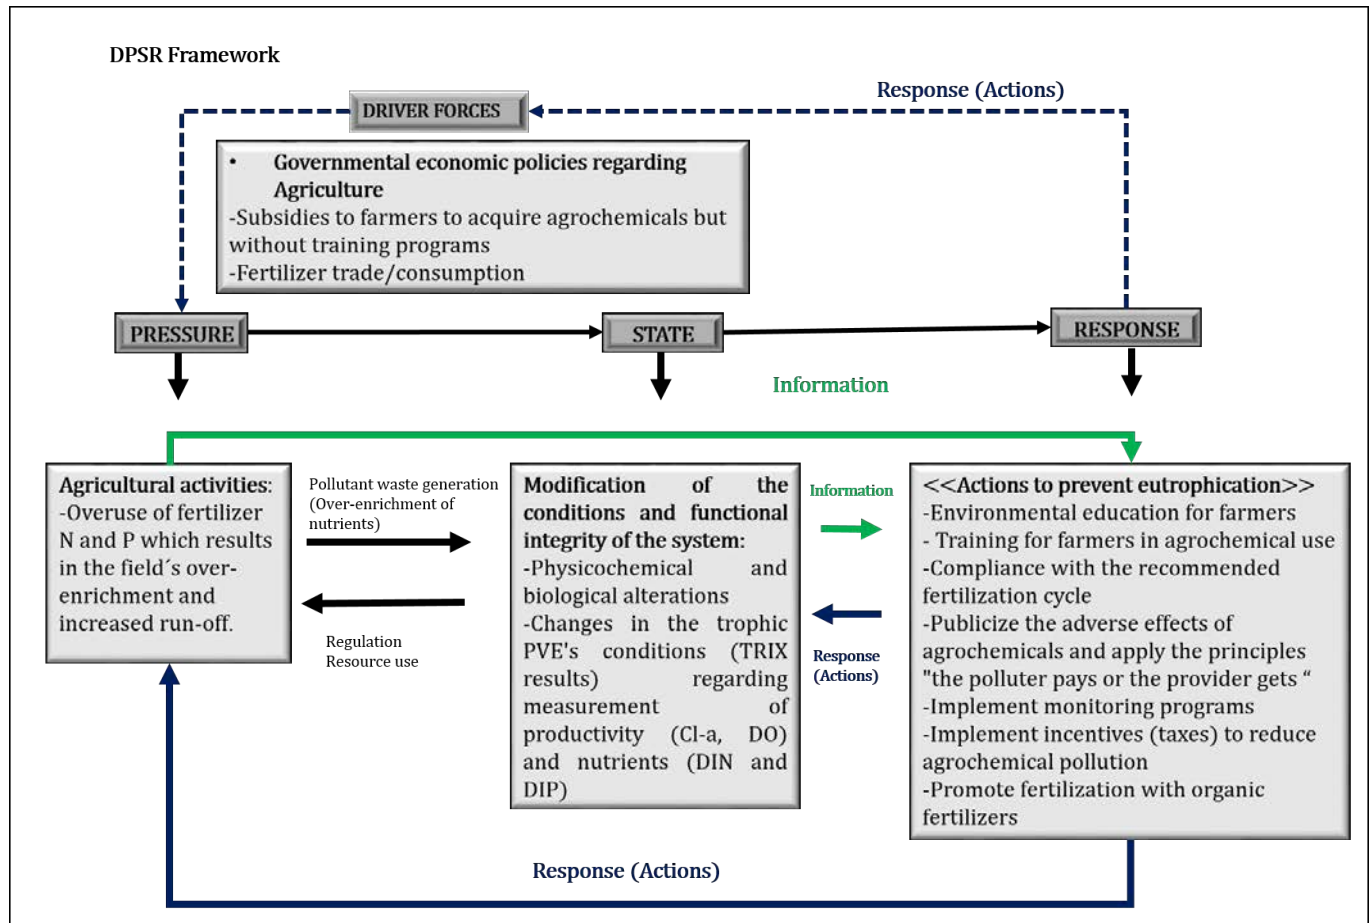 DPSR Framework
Response (Actions)
DRIVER FORCES
• Governmental economic policies regarding
Agriculture
-Subsidies to farmers to acquire agrochemicals but
without training programs
-Fertilizer trade/consumption
PRESSURE
STATE
RESPONSE
Information
Agricultural activities:
-Overuse of fertilizer
N and P which results
in the field´s over-
enrichment and
increased run-off.
Pollutant waste generation
(Over-enrichment of
nutrients)
Regulation
Resource use
Modification of the
conditions and functional
integrity of the system:
-Physicochemical and
biological alterations
-Changes in the trophic
PVE's conditions (TRIX
results) regarding
measurement of
productivity (Cl-a, DO)
and nutrients (DIN and
DIP)
Information
Response
(Actions)
<<Actions to prevent eutrophication>>
-Environmental education for farmers
- Training for farmers in agrochemical use
-Compliance with the recommended
fertilization cycle
-Publicize the adverse effects of
agrochemicals and apply the principles
"the polluter pays or the provider gets “
-Implement monitoring programs
-Implement incentives (taxes) to reduce
agrochemical pollution
-Promote fertilization with organic
fertilizers
Response (Actions)